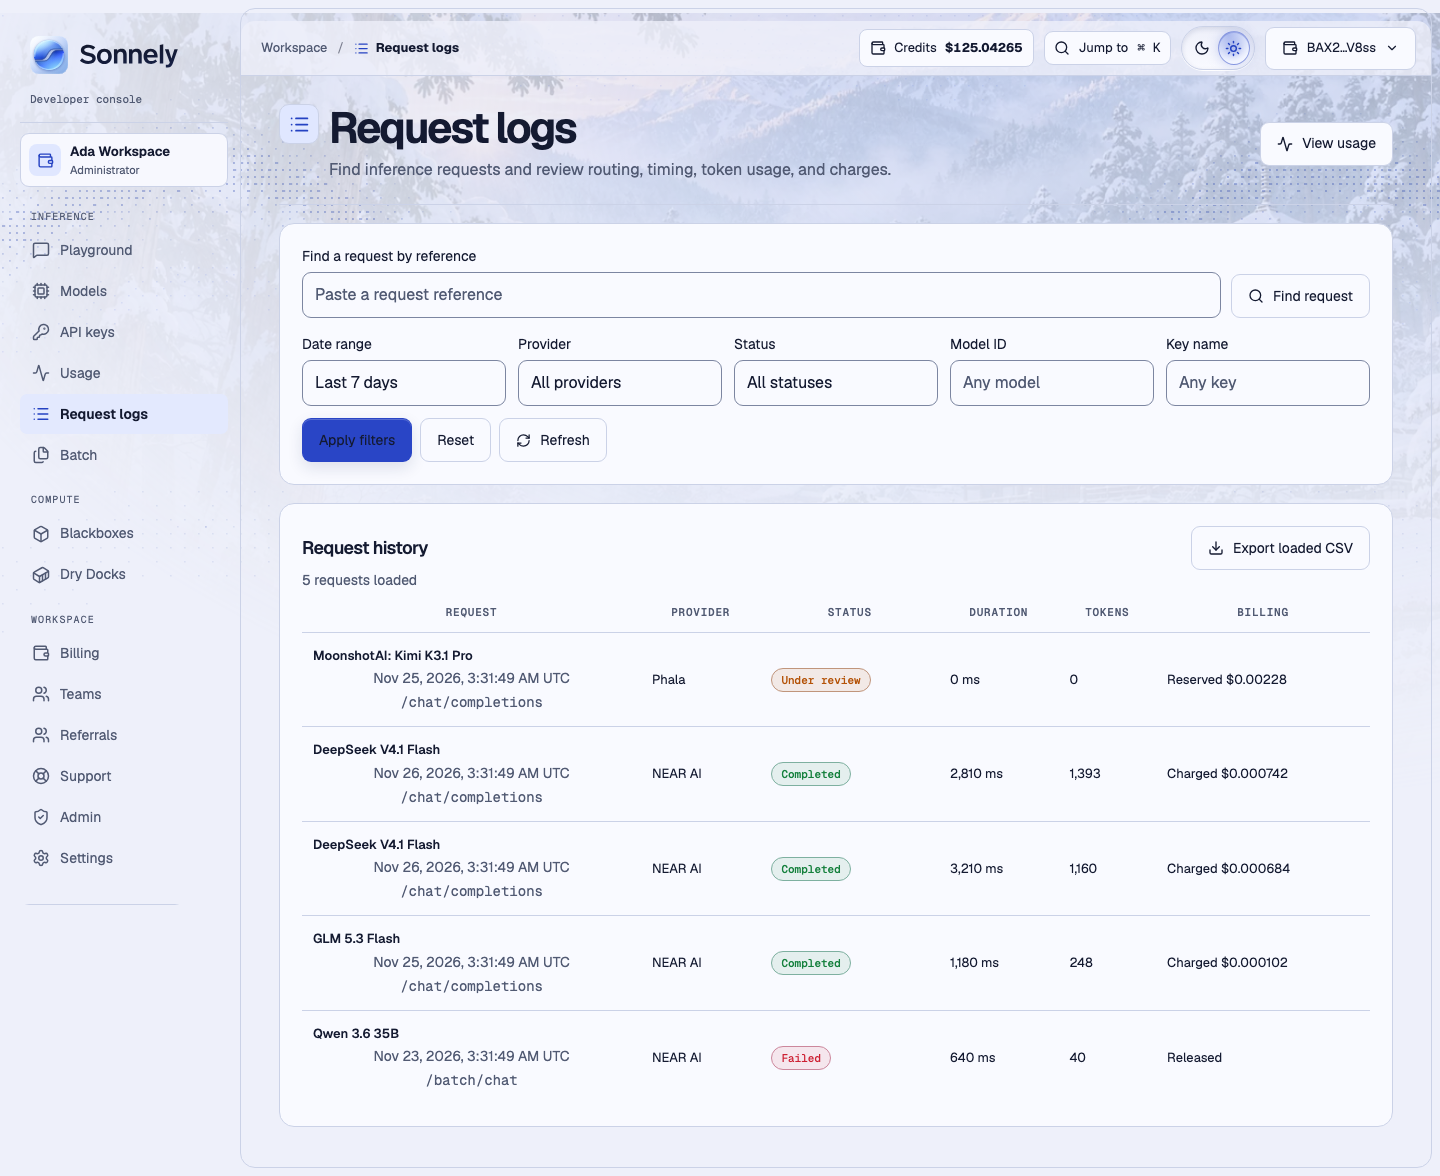 Sonnely
Developer console
Ada Workspace
Administrator
INFERENCE
Playground
Models
API keys
Usage
Request logs
Batch
COMPUTE
Blackboxes
Dry Docks
WORKSPACE
Billing
Teams
Referrals
Support
Admin
Settings
Workspace / Request logs
Credits $125.04265
Jump to ⌘ K
BAX2…V8ss
Request logs
Find inference requests and review routing, timing, token usage, and charges.
View usage
Find a request by reference
Paste a request reference
Find request
Date range Provider Status Model ID Key name
Last 7 days All providers All statuses Any model Any key
Apply filters Reset Refresh
Request history
5 requests loaded
Export loaded CSV
REQUEST PROVIDER STATUS DURATION TOKENS BILLING
MoonshotAI: Kimi K3.1 Pro
Nov 25, 2026, 3:31:49 AM UTC Phala Under review 0 ms 0 Reserved $0.00228
/chat/completions
DeepSeek V4.1 Flash
Nov 26, 2026, 3:31:49 AM UTC NEAR AI Completed 2,810 ms 1,393 Charged $0.000742
/chat/completions
DeepSeek V4.1 Flash
Nov 26, 2026, 3:31:49 AM UTC NEAR AI Completed 3,210 ms 1,160 Charged $0.000684
/chat/completions
GLM 5.3 Flash
Nov 25, 2026, 3:31:49 AM UTC NEAR AI Completed 1,180 ms 248 Charged $0.000102
/chat/completions
Qwen 3.6 35B
Nov 23, 2026, 3:31:49 AM UTC NEAR AI Failed 640 ms 40 Released
/batch/chat